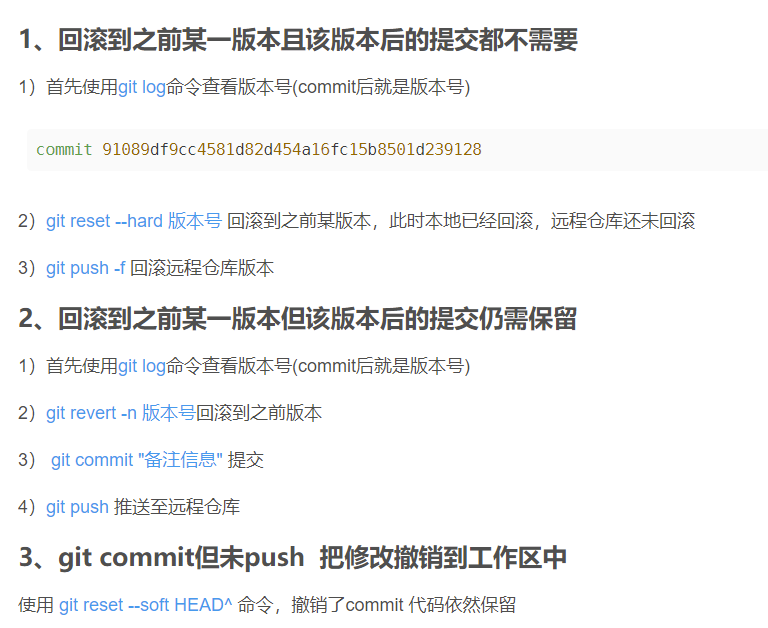 1、回滚到之前某一版本且该版本后的提交都不需要
1）首先使用git log命令查看版本号(commit后就是版本号)
commit 91089df9cc4581d82d454a16fc15b8501d239128
2）git reset --hard 版本号 回滚到之前某版本，此时本地已经回滚，远程仓库还未回滚
3）git push -f 回滚远程仓库版本
2、回滚到之前某一版本但该版本后的提交仍需保留
1）首先使用git log命令查看版本号(commit后就是版本号)
2）git revert -n 版本号回滚到之前版本
3） git commit "备注信息" 提交
4）git push 推送至远程仓库
3、git commit但未push  把修改撤销到工作区中
使用 git reset --soft HEAD^ 命令，撤销了commit 代码依然保留